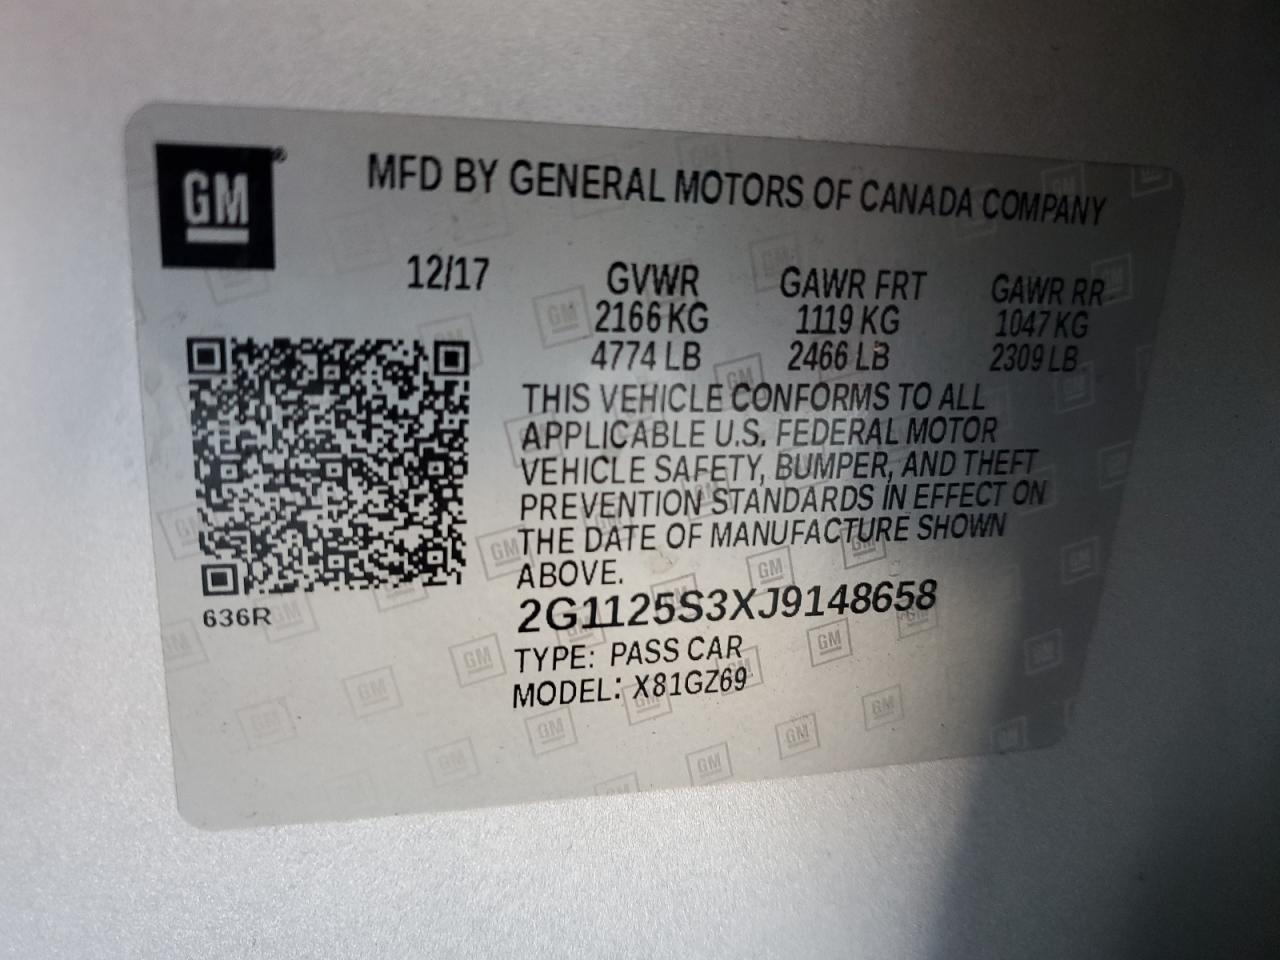 GM
MFD BY GENERAL MOTORS OF CANADA COMPANY
12/17
GVWR GAWR FRT GAWR RR
2166 KG 1119 KG 1047 KG
4774 LB 2466 LB 2309 LB
THIS VEHICLE CONFORMS TO ALL
APPLICABLE U.S. FEDERAL MOTOR
VEHICLE SAFETY, BUMPER, AND THEFT
PREVENTION STANDARDS IN EFFECT ON
THE DATE OF MANUFACTURE SHOWN
ABOVE.
636R
2G1125S3XJ9148658
TYPE: PASS CAR
MODEL: X81GZ69